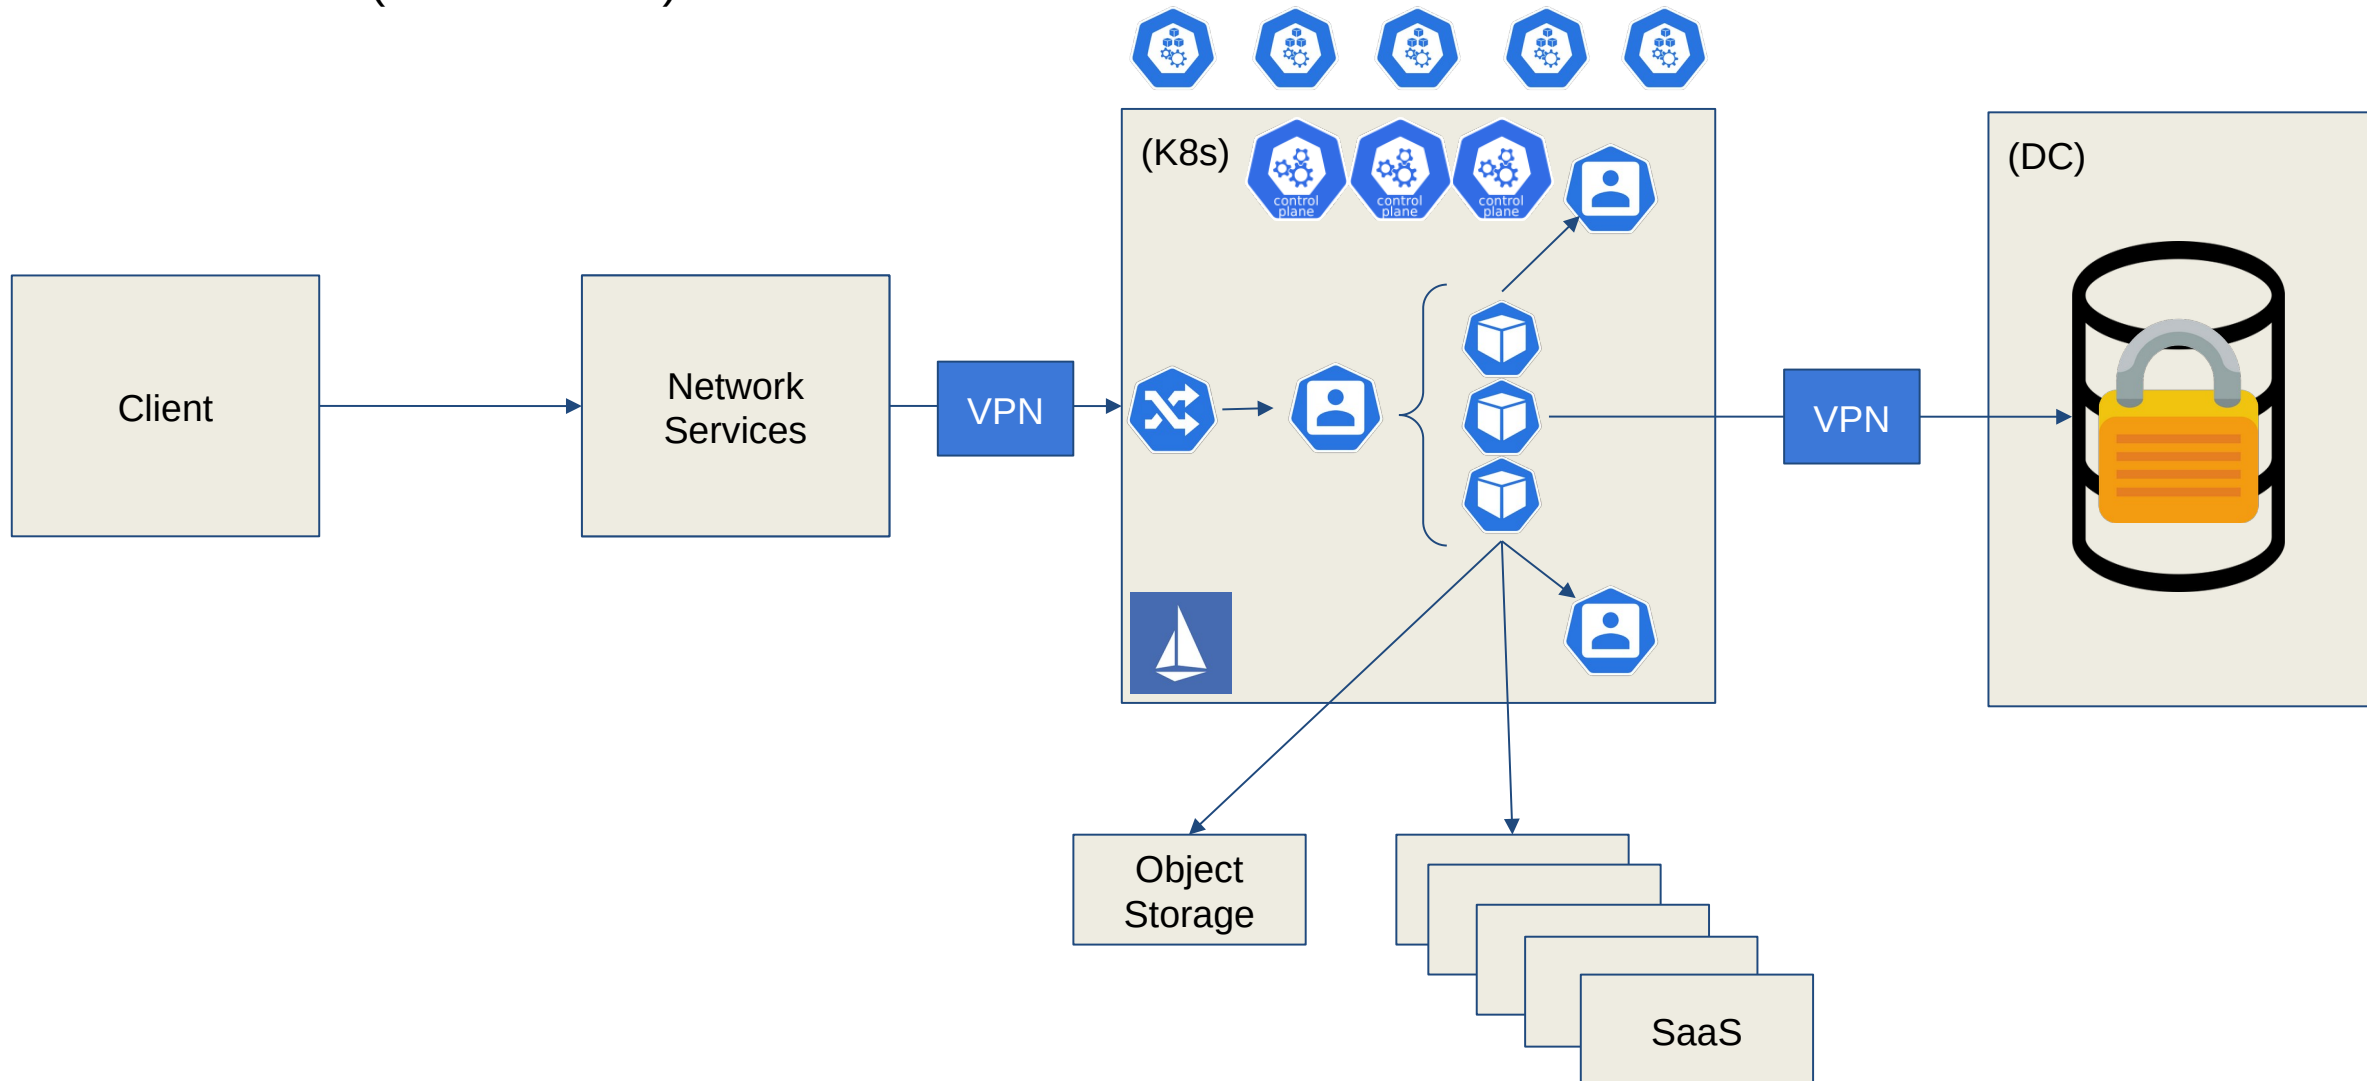 (K8s)
control
plane
control
plane
control
plane
(DC)
Client
Network
Services
VPN
VPN
Object
Storage
SaaS